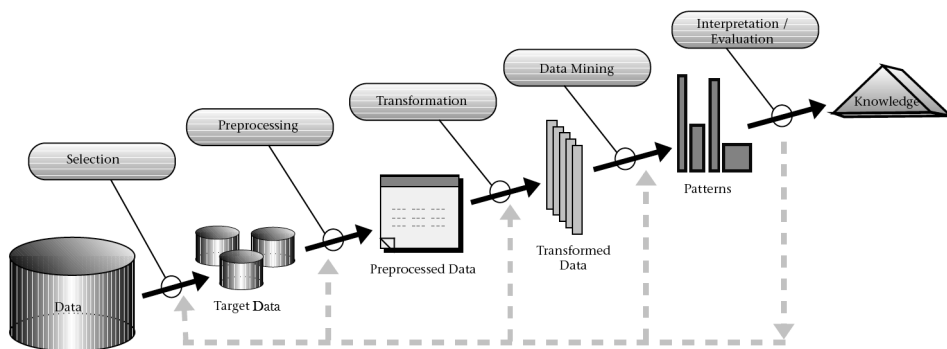 Interpretation /
Evaluation
Data Mining
Transformation
Preprocessing
Selection
Knowledge
Patterns
Transformed
Data
Preprocessed Data
Target Data
Data